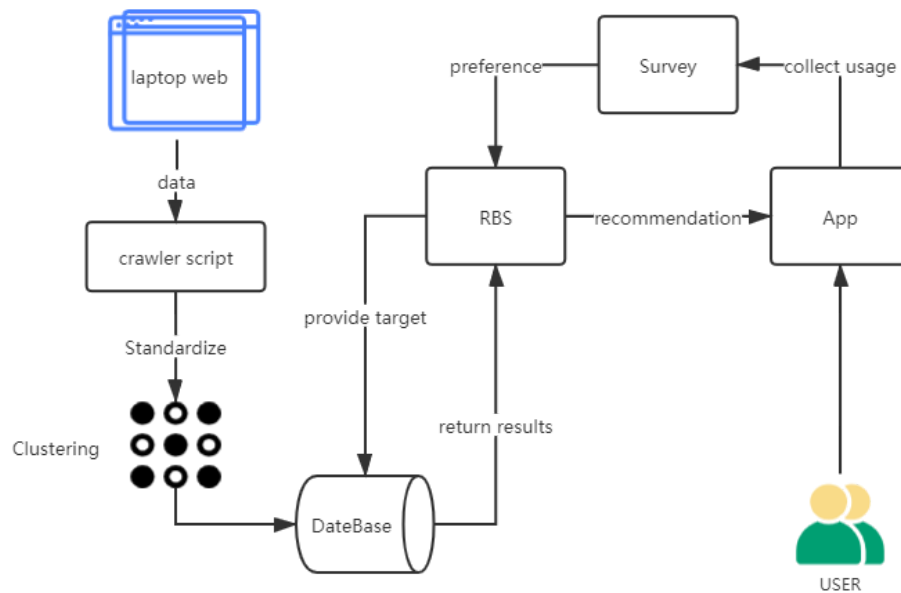 laptop web
preference
Survey
collect usage
data
RBS
recommendation
App
crawler script
provide target
Standardize
return results
Clustering
DateBase
USER